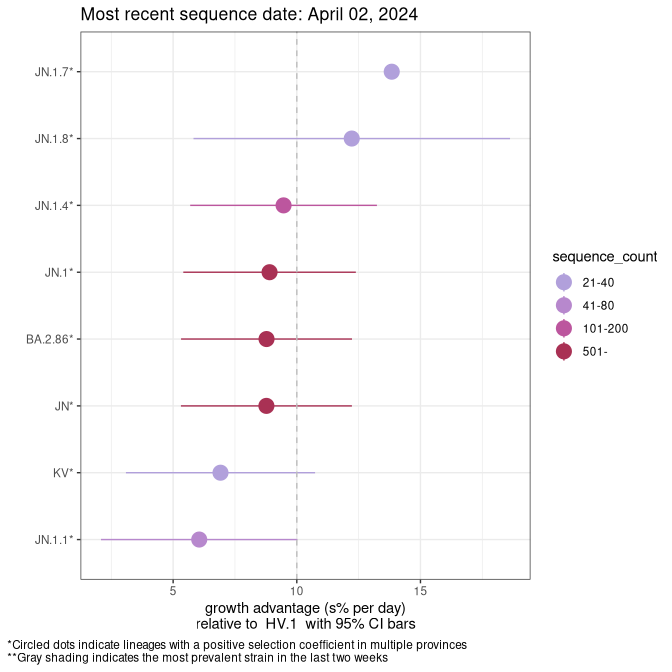 Most recent sequence date: April 02, 2024
JN.1.7*
JN.1.8*
JN.1.4*
JN.1*
BA.2.86*
JN*
KV*
JN.1.1*
sequence_count
21-40
41-80
101-200
501-
5 10 15
growth advantage (s% per day)
relative to HV.1 with 95% CI bars
*Circled dots indicate lineages with a positive selection coefficient in multiple provinces
**Gray shading indicates the most prevalent strain in the last two weeks